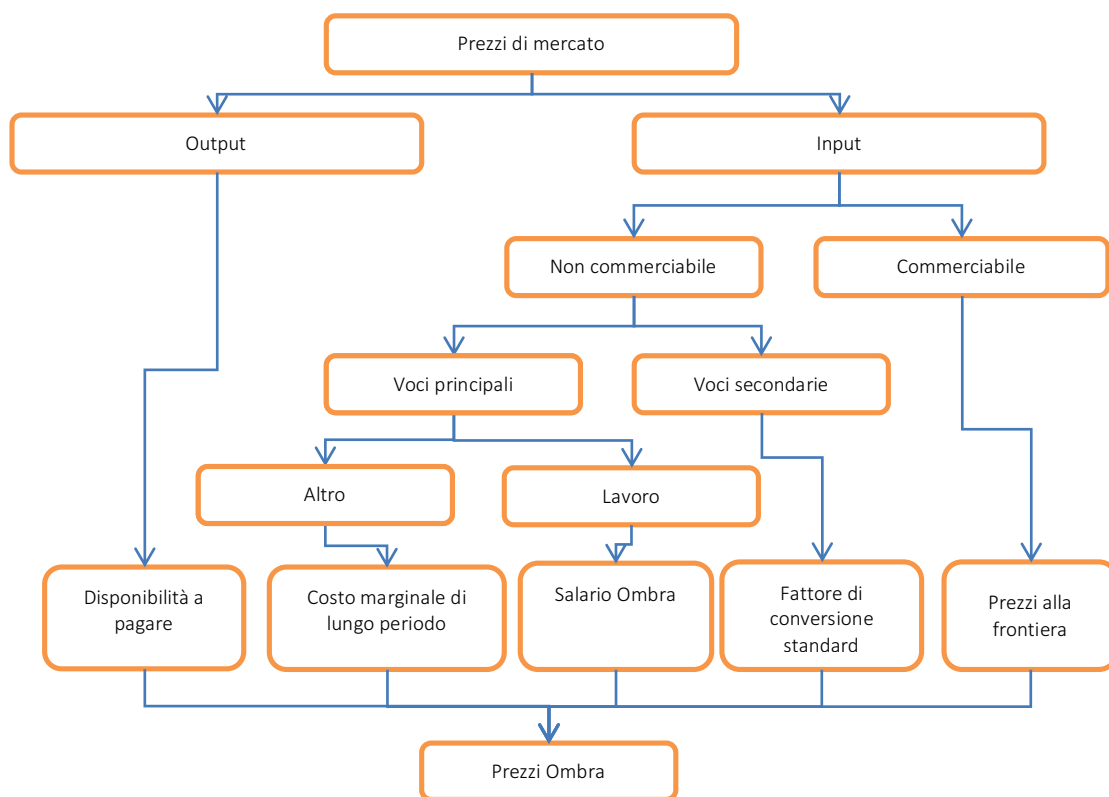 Prezzi di mercato
Output
Input
Non commerciabile
Commerciabile
Voci principali
Voci secondarie
Altro
Lavoro
Disponibilità a
pagare
Costo marginale di
lungo periodo
Salario Ombra
Fattore di
conversione
standard
Prezzi alla
frontiera
Prezzi Ombra